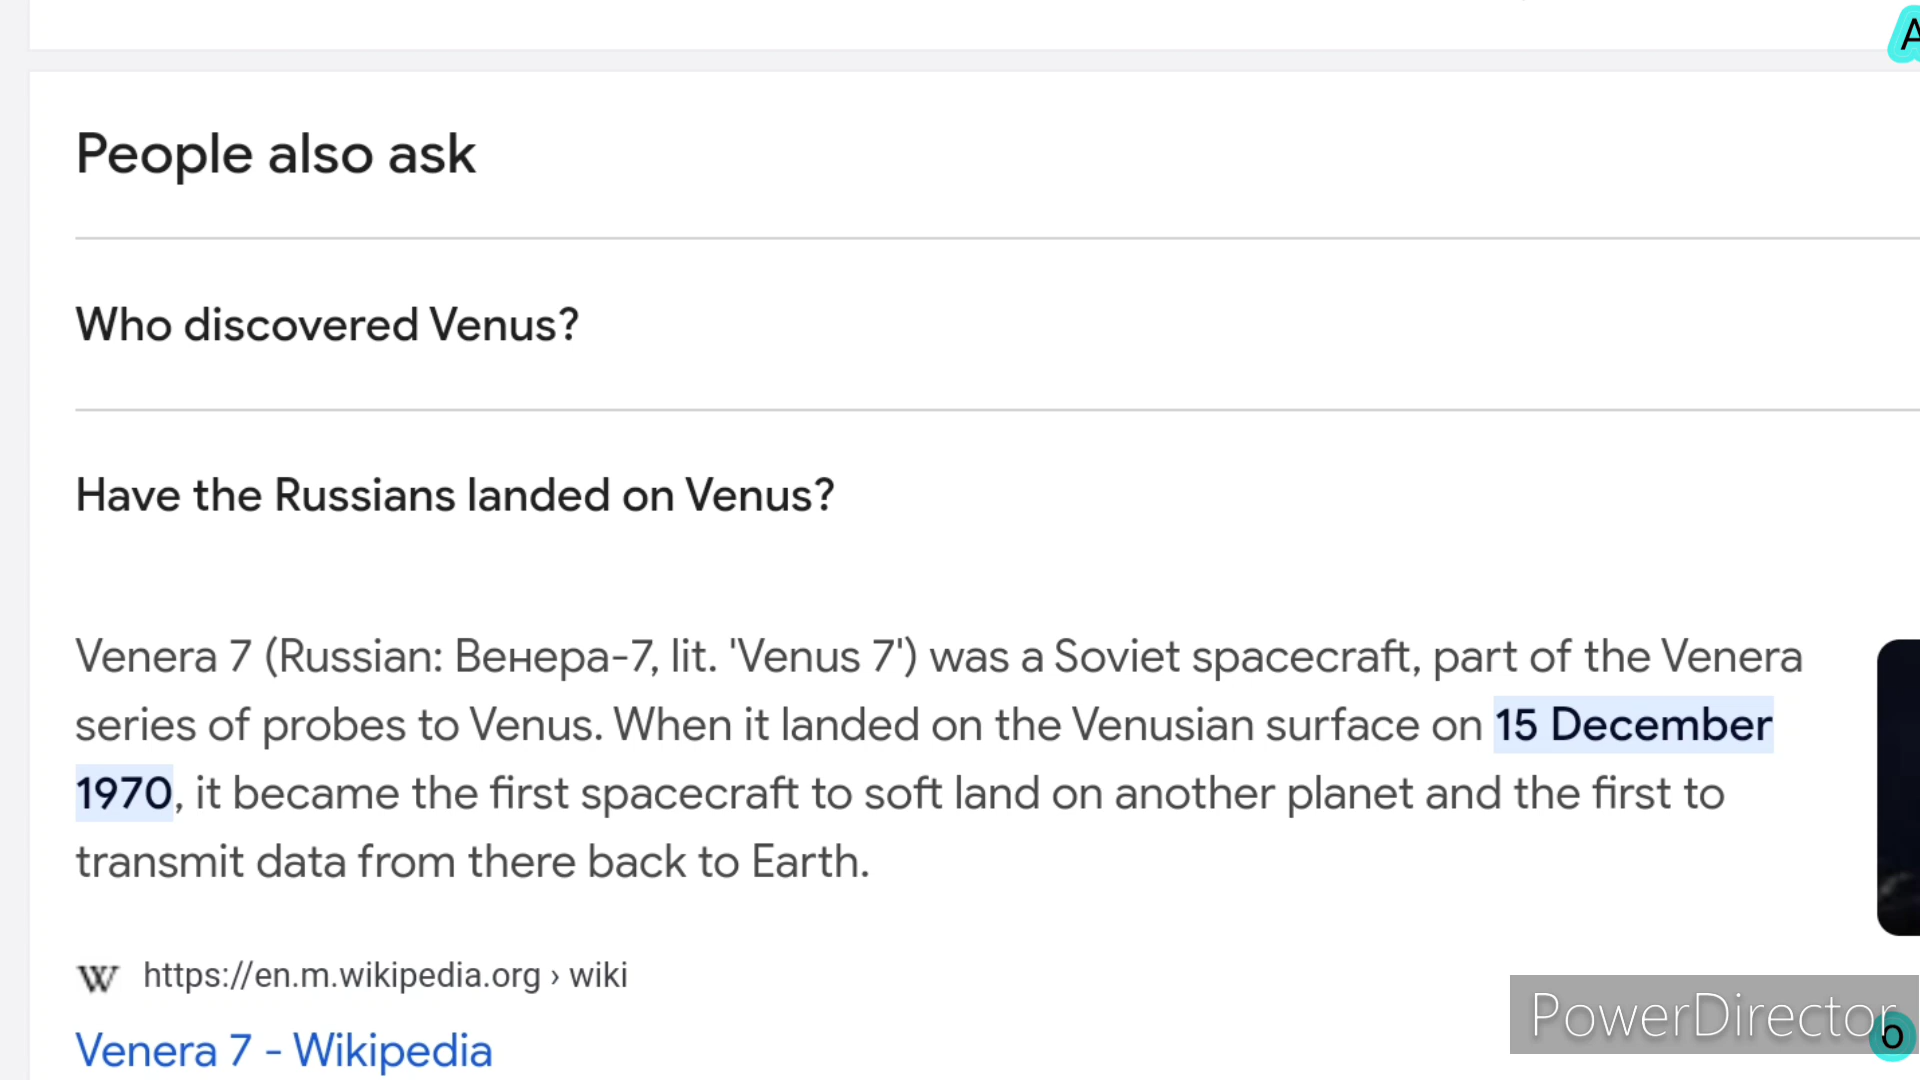 A
People also ask
Who discovered Venus?
Have the Russians landed on Venus?
Venera 7 (Russian: Венера-7, lit. 'Venus 7') was a Soviet spacecraft, part of the Venera
series of probes to Venus. When it landed on the Venusian surface on 15 December
1970, it became the first spacecraft to soft land on another planet and the first to
transmit data from there back to Earth.
https://en.m.wikipedia.org › wiki
Venera 7 - Wikipedia
PowerDirector
o